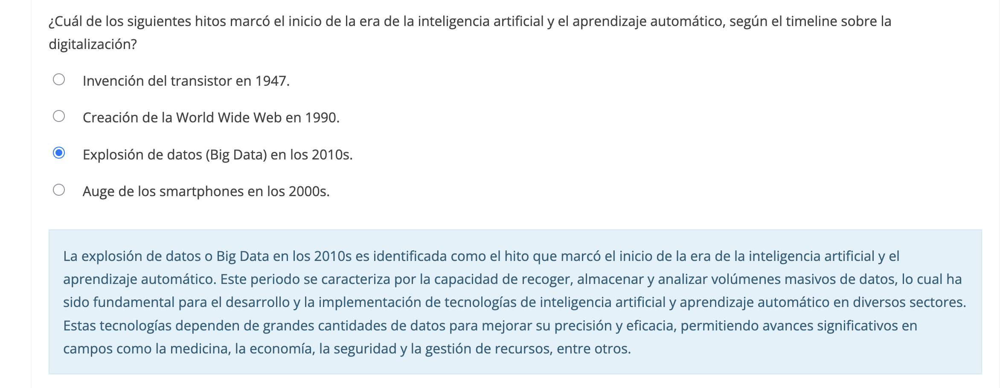 ¿Cuál de los siguientes hitos marcó el inicio de la era de la inteligencia artificial y el aprendizaje automático, según el timeline sobre la
digitalización?
Invención del transistor en 1947.
Creación de la World Wide Web en 1990.
Explosión de datos (Big Data) en los 2010s.
Auge de los smartphones en los 2000s.
La explosión de datos o Big Data en los 2010s es identificada como el hito que marcó el inicio de la era de la inteligencia artificial y el
aprendizaje automático. Este periodo se caracteriza por la capacidad de recoger, almacenar y analizar volúmenes masivos de datos, lo cual ha
sido fundamental para el desarrollo y la implementación de tecnologías de inteligencia artificial y aprendizaje automático en diversos sectores.
Estas tecnologías dependen de grandes cantidades de datos para mejorar su precisión y eficacia, permitiendo avances significativos en
campos como la medicina, la economía, la seguridad y la gestión de recursos, entre otros.